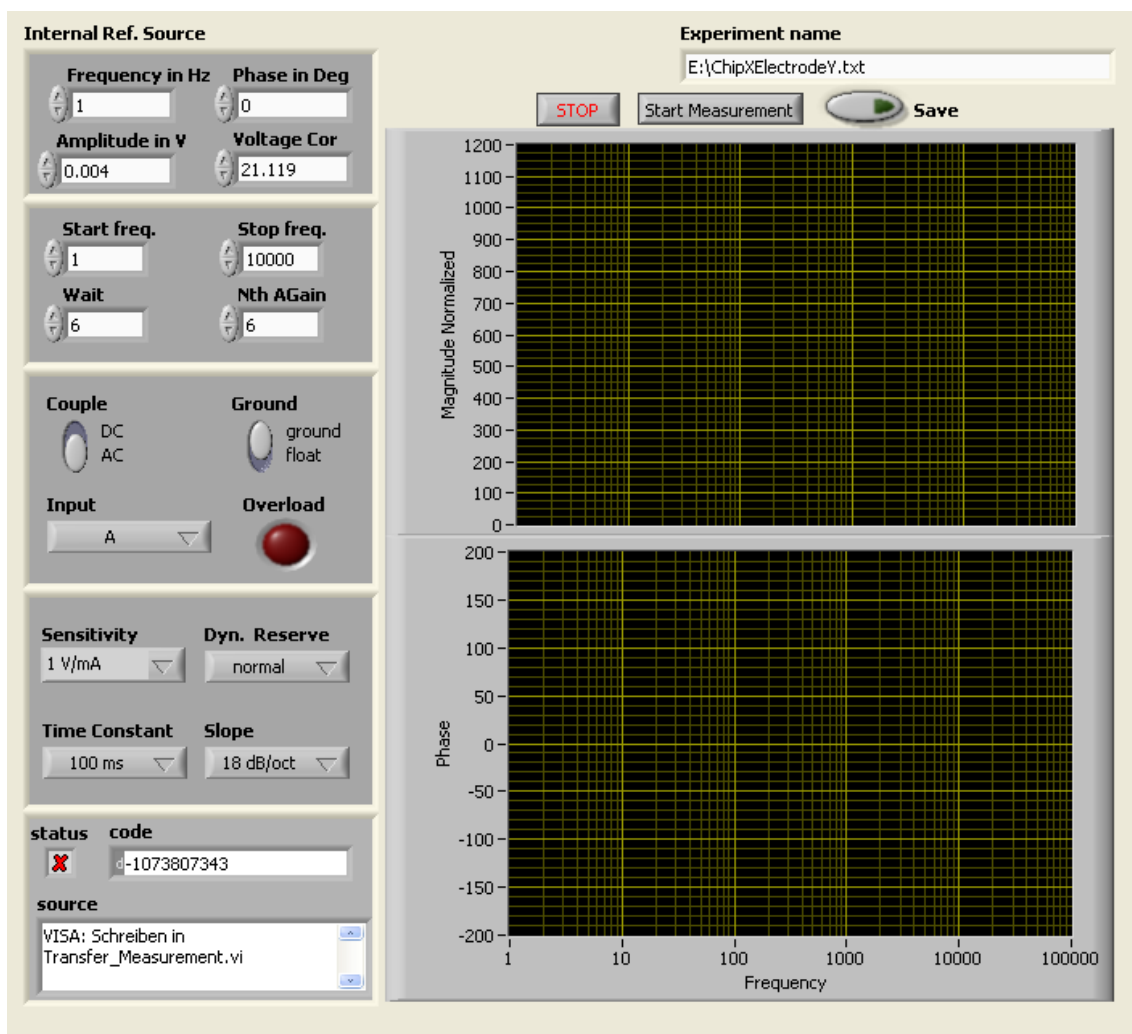 Internal Ref. Source
Frequency in Hz Phase in Deg
1 0
Amplitude in V Voltage Cor
0.004 21.119
Start freq. Stop freq.
1 10000
Wait Nth AGain
6 6
Couple Ground
DC ground
AC float
Input Overload
A
Sensitivity Dyn. Reserve
1 V/mA normal
Time Constant Slope
100 ms 18 dB/oct
status code
d -1073807343
source
VISA: Schreiben in
Transfer_Measurement.vi
Experiment name
E:\ChipXElectrodeY.txt
STOP Start Measurement Save
Magnitude Normalized
1200
1100
1000
900
800
700
600
500
400
300
200
100
0
Phase
200
150
100
50
0
-50
-100
-150
-200
1 10 100 1000 10000 100000
Frequency